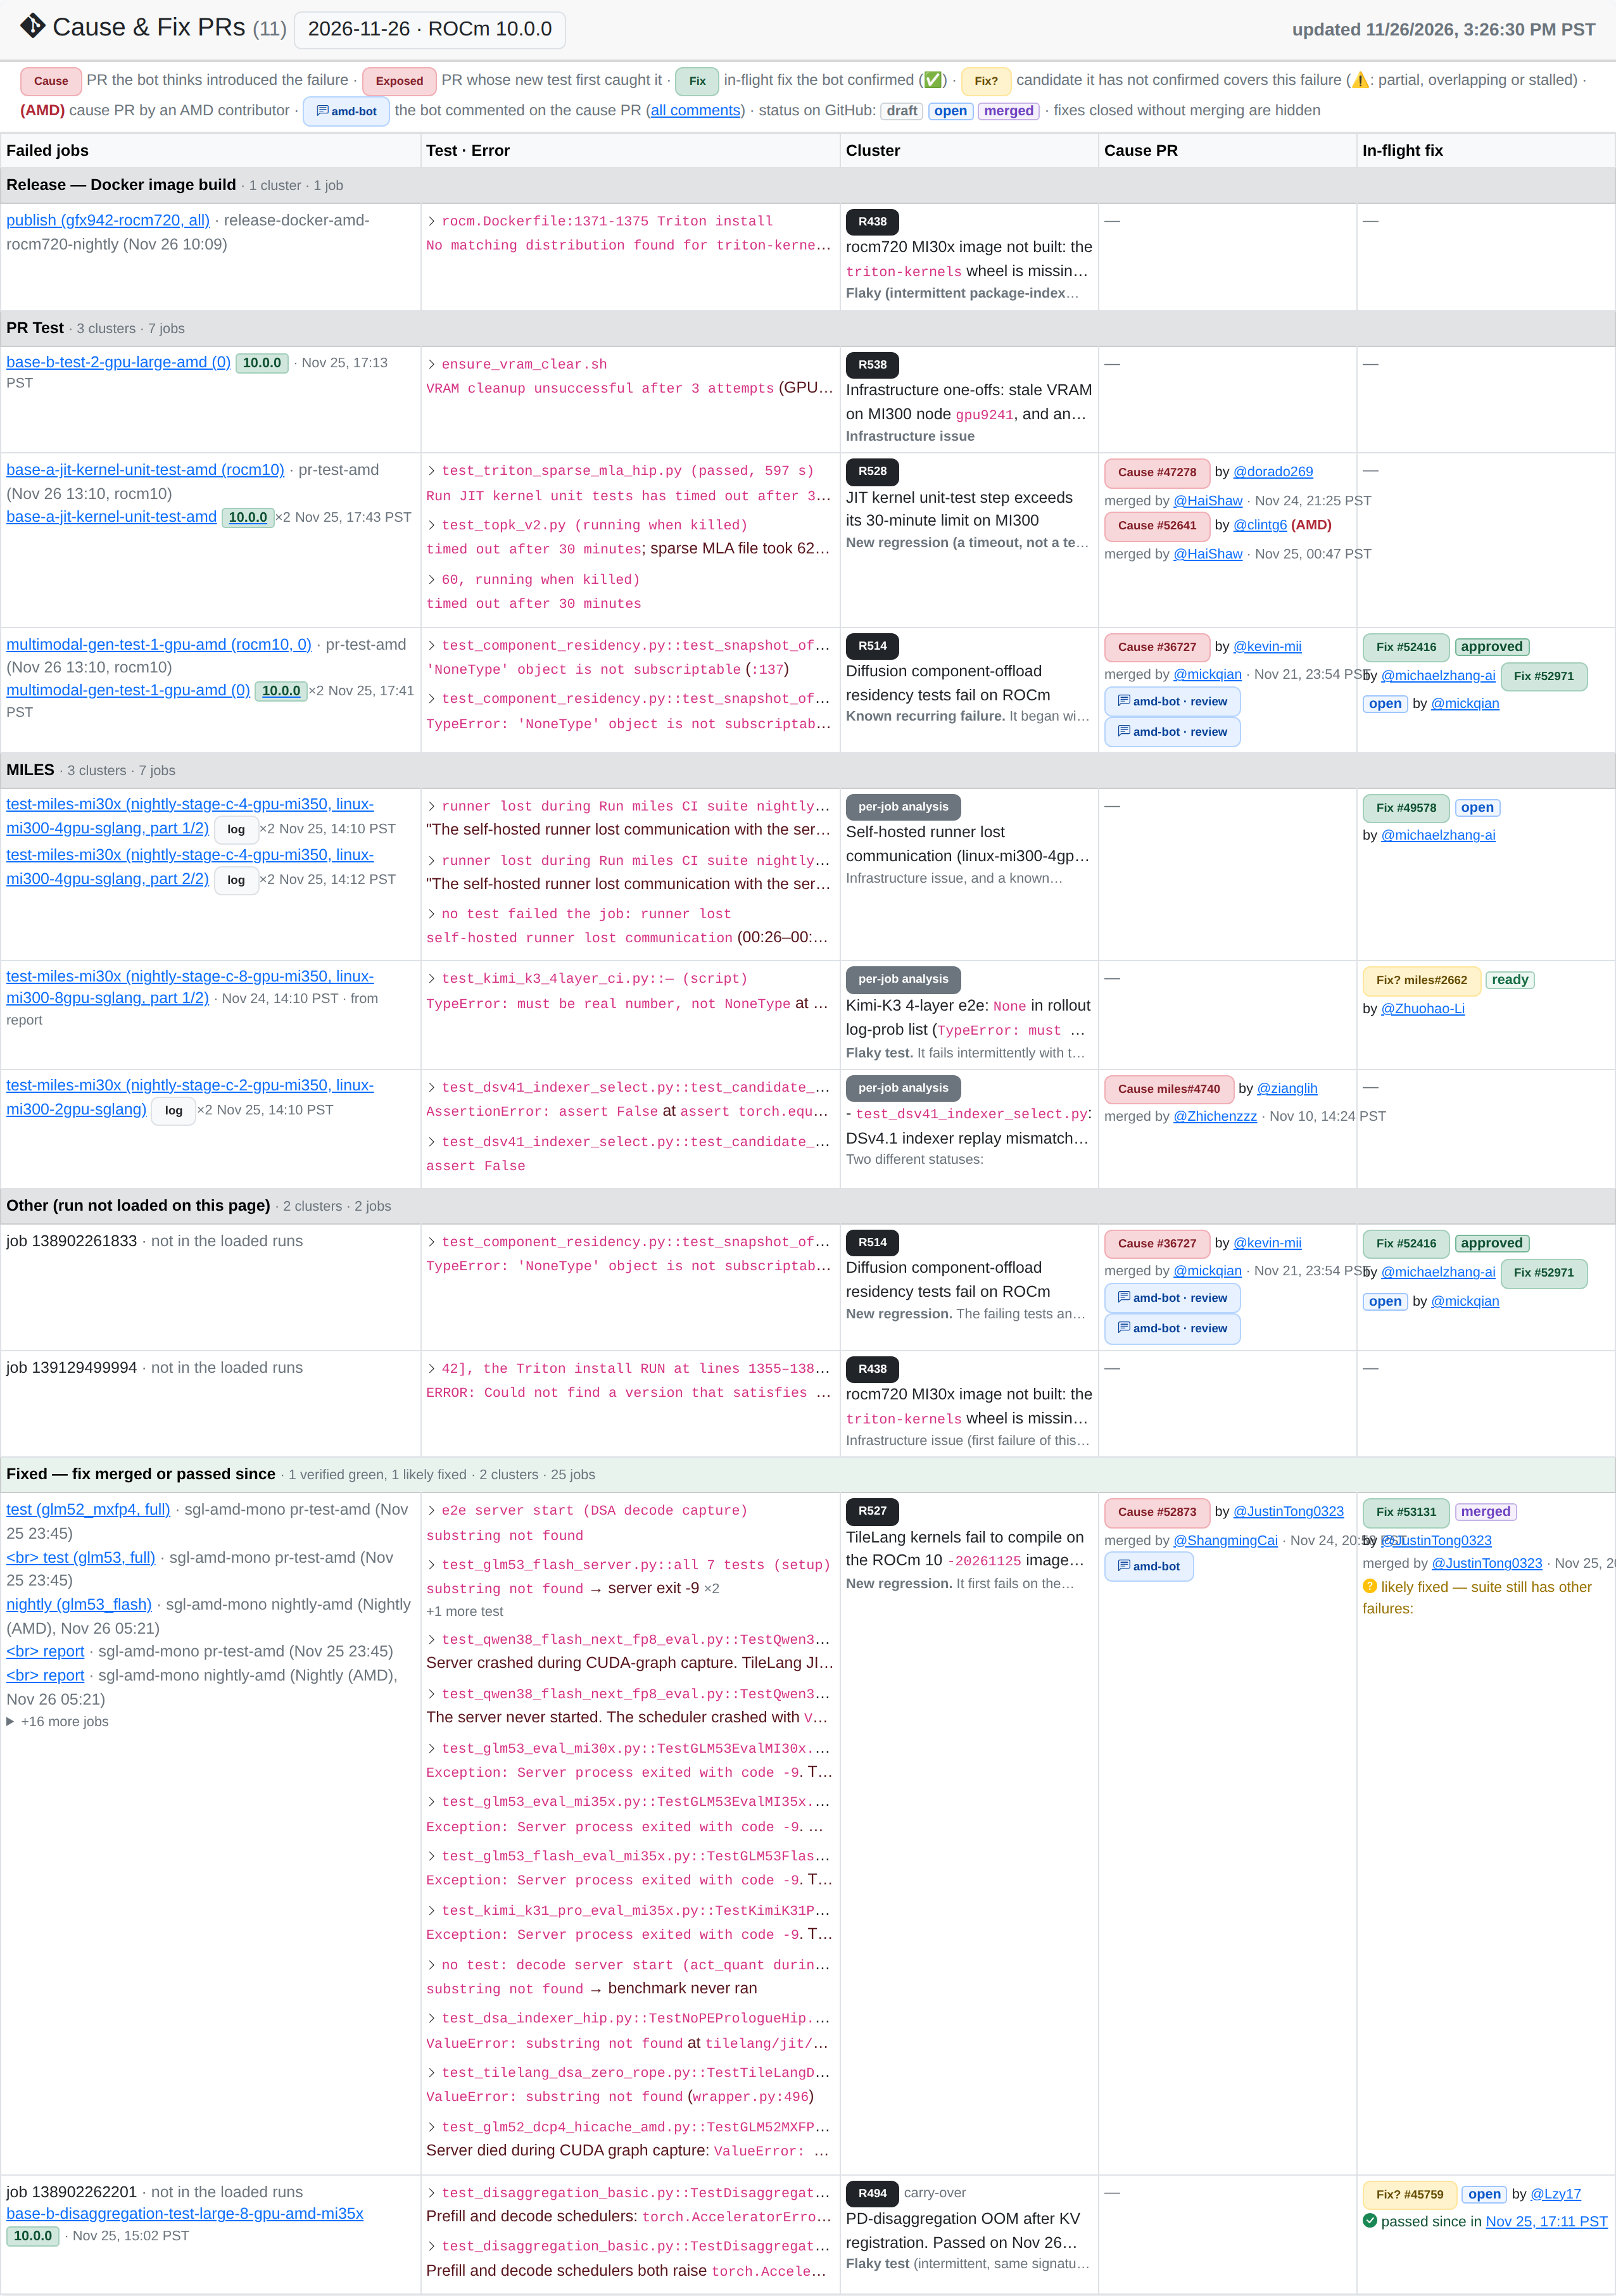 Cause & Fix PRs (11) 2026-11-26 · ROCm 10.0.0
updated 11/26/2026, 3:26:30 PM PST
Cause PR the bot thinks introduced the failure · Exposed PR whose new test first caught it · Fix in-flight fix the bot confirmed (✅) · Fix? candidate it has not confirmed covers this failure (⚠️: partial, overlapping or stalled) ·
(AMD) cause PR by an AMD contributor · amd-bot the bot commented on the cause PR (all comments) · status on GitHub: draft open merged · fixes closed without merging are hidden
Failed jobs
Test · Error
Cluster
Cause PR
In-flight fix
Release — Docker image build · 1 cluster · 1 job
publish (gfx942-rocm720, all) · release-docker-amd-
rocm720-nightly (Nov 26 10:09)
> rocm.Dockerfile:1371-1375 Triton install
No matching distribution found for triton-kerne…
R438
rocm720 MI30x image not built: the
triton-kernels wheel is missin…
Flaky (intermittent package-index…
—
—
PR Test · 3 clusters · 7 jobs
base-b-test-2-gpu-large-amd (0) 10.0.0 · Nov 25, 17:13
PST
> ensure_vram_clear.sh
VRAM cleanup unsuccessful after 3 attempts (GPU…
R538
Infrastructure one-offs: stale VRAM
on MI300 node gpu9241, and an…
Infrastructure issue
—
—
base-a-jit-kernel-unit-test-amd (rocm10) · pr-test-amd
(Nov 26 13:10, rocm10)
base-a-jit-kernel-unit-test-amd 10.0.0 ×2 Nov 25, 17:43 PST
> test_triton_sparse_mla_hip.py (passed, 597 s)
Run JIT kernel unit tests has timed out after 3…
> test_topk_v2.py (running when killed)
timed out after 30 minutes; sparse MLA file took 62…
> 60, running when killed)
timed out after 30 minutes
R528
JIT kernel unit-test step exceeds
its 30-minute limit on MI300
New regression (a timeout, not a te…
Cause #47278 by @dorado269
merged by @HaiShaw · Nov 24, 21:25 PST
Cause #52641 by @clintg6 (AMD)
merged by @HaiShaw · Nov 25, 00:47 PST
—
multimodal-gen-test-1-gpu-amd (rocm10, 0) · pr-test-amd
(Nov 26 13:10, rocm10)
multimodal-gen-test-1-gpu-amd (0) 10.0.0 ×2 Nov 25, 17:41
PST
> test_component_residency.py::test_snapshot_of…
'NoneType' object is not subscriptable (:137)
> test_component_residency.py::test_snapshot_of…
TypeError: 'NoneType' object is not subscriptab…
R514
Diffusion component-offload
residency tests fail on ROCm
Known recurring failure. It began wi…
Cause #36727 by @kevin-mii
merged by @mickqian · Nov 21, 23:54 PST
amd-bot · review
amd-bot · review
Fix #52416 approved
by @michaelzhang-ai Fix #52971
open by @mickqian
MILES · 3 clusters · 7 jobs
test-miles-mi30x (nightly-stage-c-4-gpu-mi350, linux-
mi300-4gpu-sglang, part 1/2) log ×2 Nov 25, 14:10 PST
test-miles-mi30x (nightly-stage-c-4-gpu-mi350, linux-
mi300-4gpu-sglang, part 2/2) log ×2 Nov 25, 14:12 PST
> runner lost during Run miles CI suite nightly…
"The self-hosted runner lost communication with the ser…
> runner lost during Run miles CI suite nightly…
"The self-hosted runner lost communication with the ser…
> no test failed the job: runner lost
self-hosted runner lost communication (00:26–00:…
per-job analysis
Self-hosted runner lost
communication (linux-mi300-4gp…
Infrastructure issue, and a known…
—
Fix #49578 open
by @michaelzhang-ai
test-miles-mi30x (nightly-stage-c-8-gpu-mi350, linux-
mi300-8gpu-sglang, part 1/2) · Nov 24, 14:10 PST · from
report
> test_kimi_k3_4layer_ci.py::— (script)
TypeError: must be real number, not NoneType at …
per-job analysis
Kimi-K3 4-layer e2e: None in rollout
log-prob list (TypeError: must …
Flaky test. It fails intermittently with t…
—
Fix? miles#2662 ready
by @Zhuohao-Li
test-miles-mi30x (nightly-stage-c-2-gpu-mi350, linux-
mi300-2gpu-sglang) log ×2 Nov 25, 14:10 PST
> test_dsv41_indexer_select.py::test_candidate_…
AssertionError: assert False at assert torch.equ…
> test_dsv41_indexer_select.py::test_candidate_…
assert False
per-job analysis
- test_dsv41_indexer_select.py:
DSv4.1 indexer replay mismatch…
Two different statuses:
Cause miles#4740 by @zianglih
merged by @Zhichenzzz · Nov 10, 14:24 PST
—
Other (run not loaded on this page) · 2 clusters · 2 jobs
job 138902261833 · not in the loaded runs
> test_component_residency.py::test_snapshot_of…
TypeError: 'NoneType' object is not subscriptab…
R514
Diffusion component-offload
residency tests fail on ROCm
New regression. The failing tests an…
Cause #36727 by @kevin-mii
merged by @mickqian · Nov 21, 23:54 PST
amd-bot · review
amd-bot · review
Fix #52416 approved
by @michaelzhang-ai Fix #52971
open by @mickqian
job 139129499994 · not in the loaded runs
> 42], the Triton install RUN at lines 1355–138…
ERROR: Could not find a version that satisfies …
R438
rocm720 MI30x image not built: the
triton-kernels wheel is missin…
Infrastructure issue (first failure of this…
—
—
Fixed — fix merged or passed since · 1 verified green, 1 likely fixed · 2 clusters · 25 jobs
test (glm52_mxfp4, full) · sgl-amd-mono pr-test-amd (Nov
25 23:45)
<br> test (glm53, full) · sgl-amd-mono pr-test-amd (Nov
25 23:45)
nightly (glm53_flash) · sgl-amd-mono nightly-amd (Nightly
(AMD), Nov 26 05:21)
<br> report · sgl-amd-mono pr-test-amd (Nov 25 23:45)
<br> report · sgl-amd-mono nightly-amd (Nightly (AMD),
Nov 26 05:21)
▶ +16 more jobs
> e2e server start (DSA decode capture)
substring not found
> test_glm53_flash_server.py::all 7 tests (setup)
substring not found → server exit -9 ×2
+1 more test
> test_qwen38_flash_next_fp8_eval.py::TestQwen3…
Server crashed during CUDA-graph capture. TileLang JI…
> test_qwen38_flash_next_fp8_eval.py::TestQwen3…
The server never started. The scheduler crashed with V…
> test_glm53_eval_mi30x.py::TestGLM53EvalMI30x.…
Exception: Server process exited with code -9. T…
> test_glm53_eval_mi35x.py::TestGLM53EvalMI35x.…
Exception: Server process exited with code -9. …
> test_glm53_flash_eval_mi35x.py::TestGLM53Flas…
Exception: Server process exited with code -9. T…
> test_kimi_k31_pro_eval_mi35x.py::TestKimiK31P…
Exception: Server process exited with code -9. T…
> no test: decode server start (act_quant durin…
substring not found → benchmark never ran
> test_dsa_indexer_hip.py::TestNoPEPrologueHip.…
ValueError: substring not found at tilelang/jit/…
> test_tilelang_dsa_zero_rope.py::TestTileLangD…
ValueError: substring not found (wrapper.py:496)
> test_glm52_dcp4_hicache_amd.py::TestGLM52MXFP…
Server died during CUDA graph capture: ValueError: …
R527
TileLang kernels fail to compile on
the ROCm 10 -20261125 image…
New regression. It first fails on the…
Cause #52873 by @JustinTong0323
merged by @ShangmingCai · Nov 24, 20:
amd-bot
Fix #53131 merged
by @JustinTong0323
merged by @JustinTong0323 · Nov 25, 20
likely fixed — suite still has other
failures:
job 138902262201 · not in the loaded runs
base-b-disaggregation-test-large-8-gpu-amd-mi35x
10.0.0 · Nov 25, 15:02 PST
> test_disaggregation_basic.py::TestDisaggregat…
Prefill and decode schedulers: torch.AcceleratorErro…
> test_disaggregation_basic.py::TestDisaggregat…
Prefill and decode schedulers both raise torch.Accele…
R494 carry-over
PD-disaggregation OOM after KV
registration. Passed on Nov 26…
Flaky test (intermittent, same signatu…
—
Fix? #45759 open by @Lzy17
passed since in Nov 25, 17:11 PST